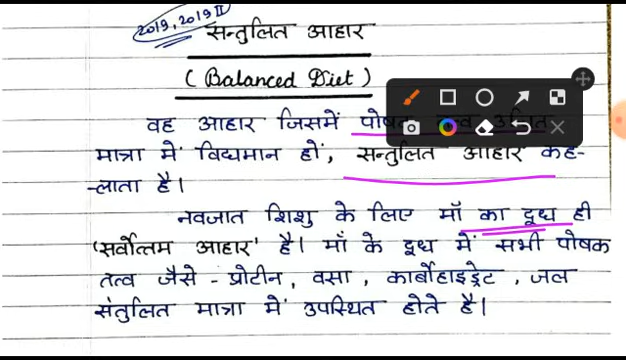 2019, 2019 II
सन्तुलित आहार
( Balanced Diet )
वह आहार जिसमें
मात्रा में विद्यमान हों, सन्तुलित आहार कह-
-लाता है।
नवजात शिशु के लिए माँ का दूध ही
'सर्वोत्तम आहार' है। माँ के दूध में सभी पोषक
तत्व जैसे - प्रोटीन, वसा, कार्बोहाइड्रेट, जल
संतुलित मात्रा में उपस्थित होते है।